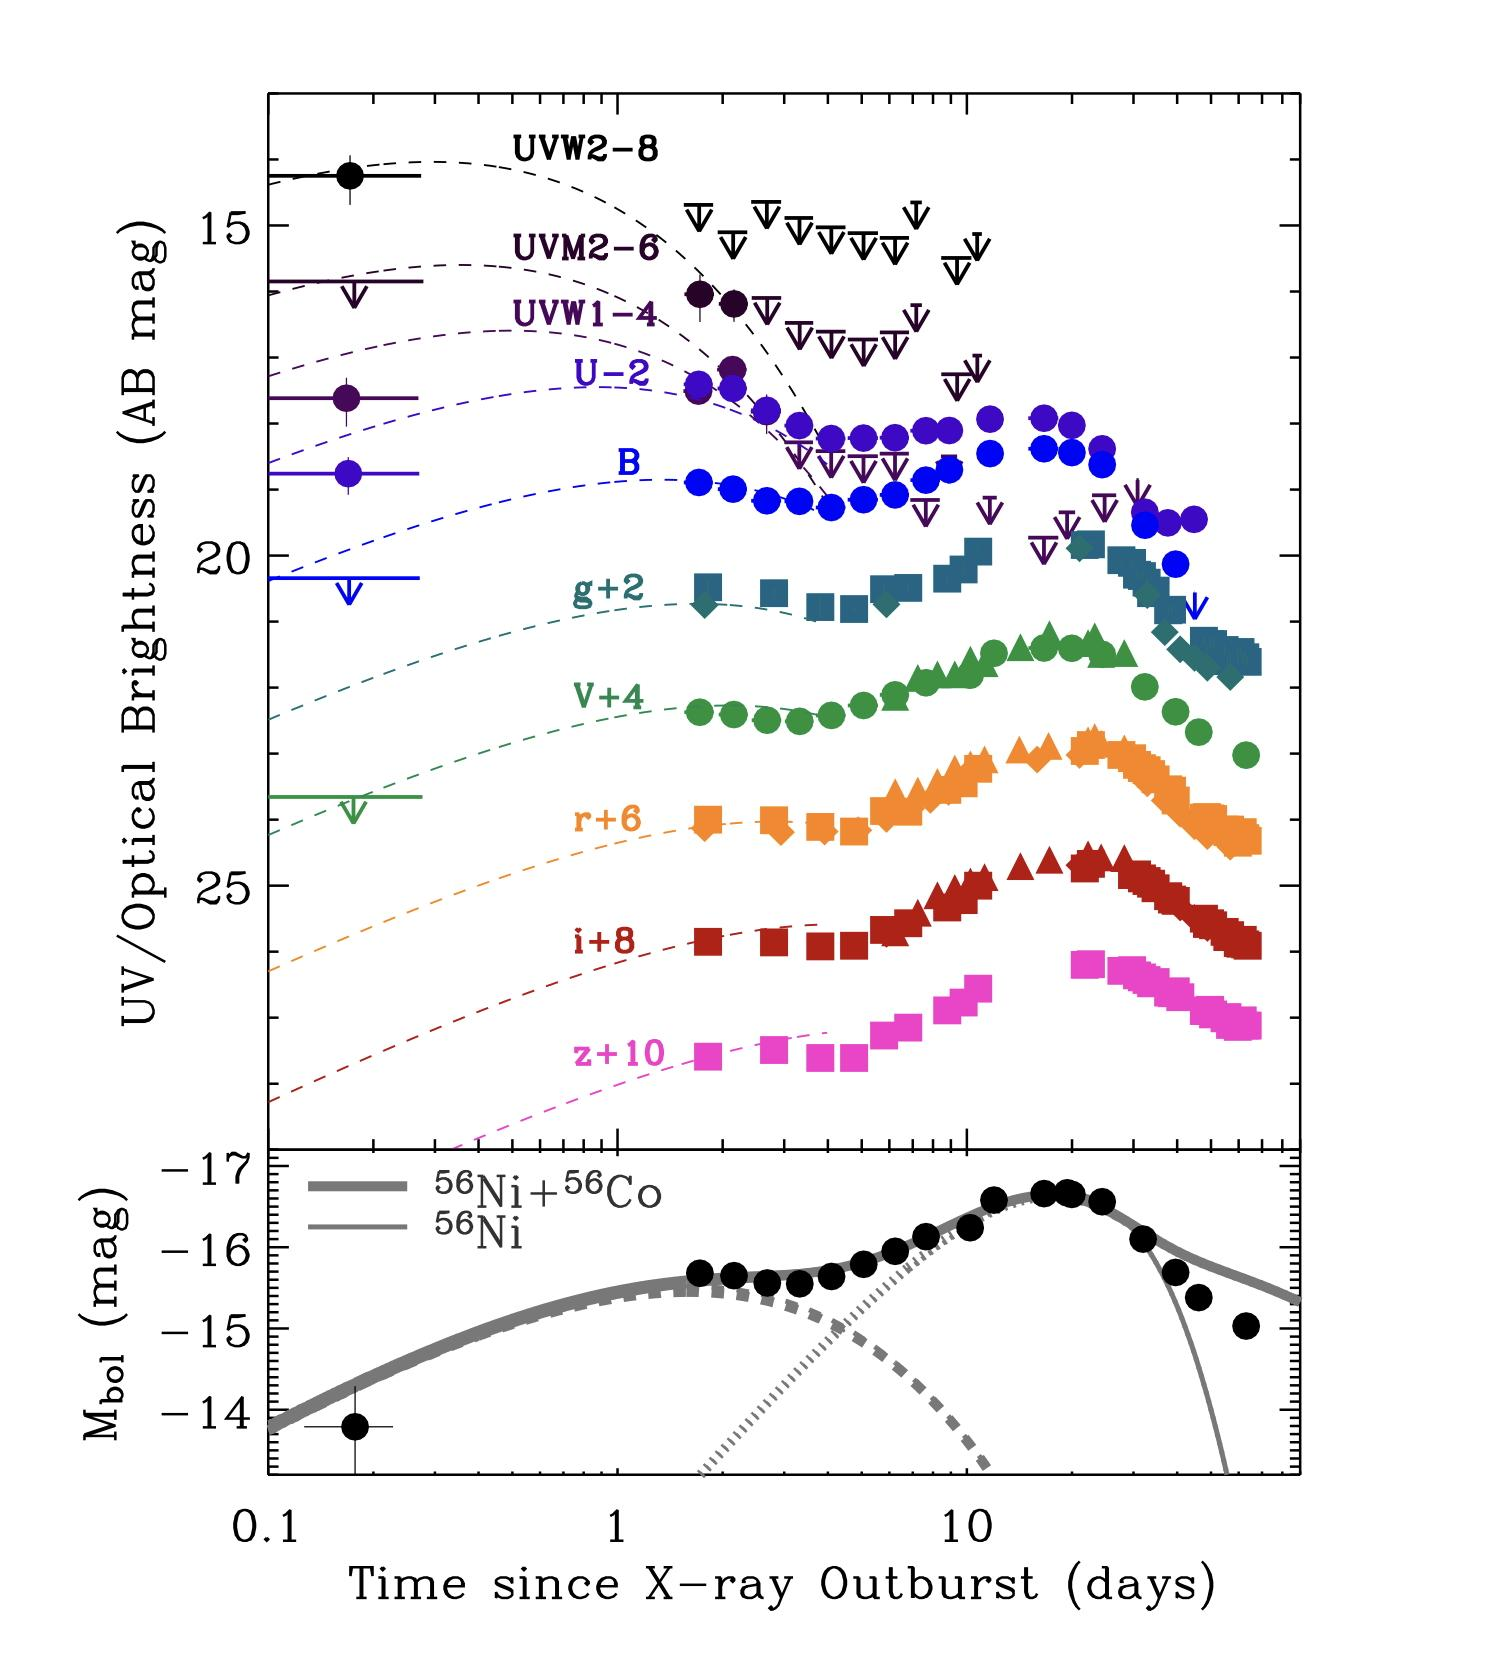 UVW2−8
15
UVM2−6
UVW1−4
U−2
B
20
g+2
V+4
r+6
25
i+8
z+10
UV/Optical Brightness (AB mag)
−17
⁵⁶Ni+⁵⁶Co
⁵⁶Ni
−16
−15
−14
M_bol (mag)
0.1 1 10
Time since X−ray Outburst (days)